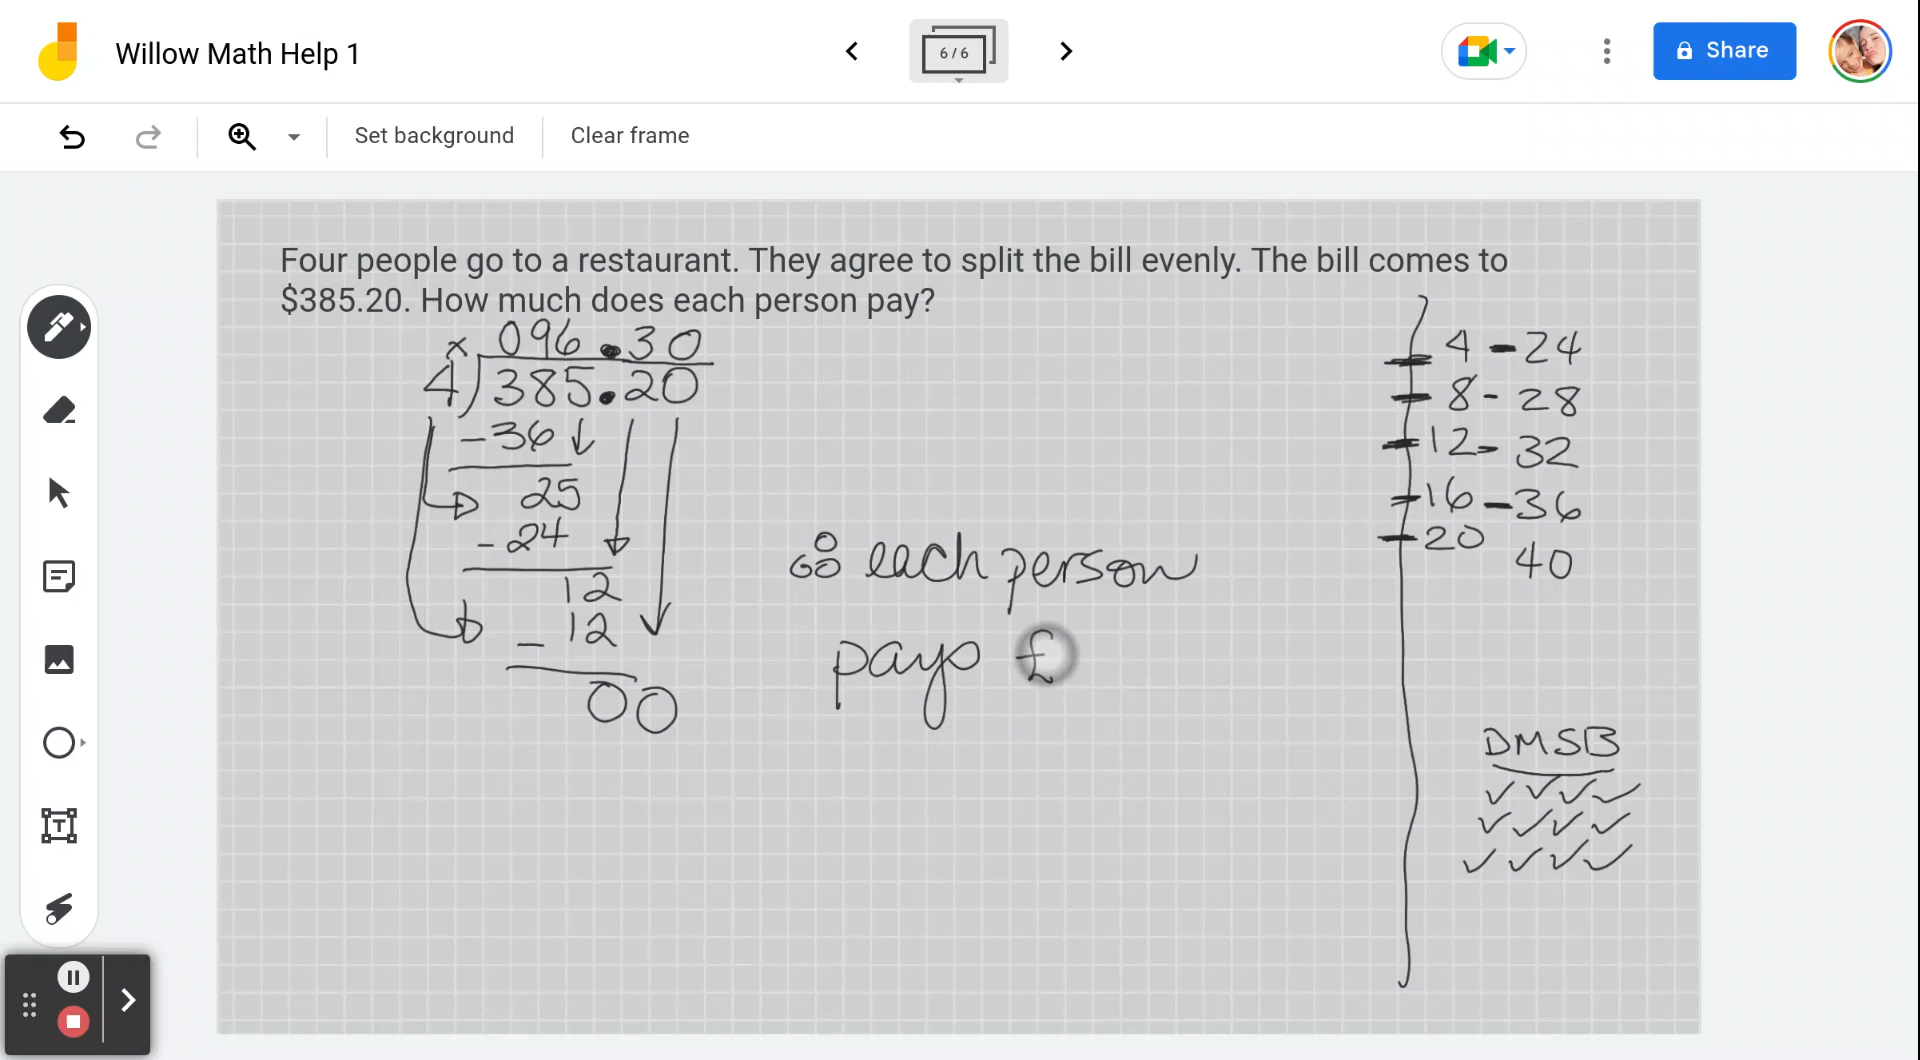 Willow Math Help 1
6 / 6
Share
Set background
Clear frame
Four people go to a restaurant. They agree to split the bill evenly. The bill comes to
$385.20. How much does each person pay?
x 096.30
4)385.20
-36
25
-24
12
-12
00
∴ each person
pays £
4 - 24
8 - 28
12 - 32
16 - 36
20
40
DMSB
✓✓✓✓
✓✓✓✓
✓✓✓✓